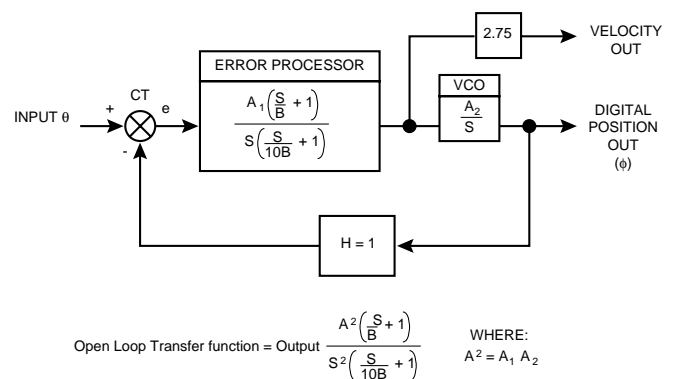 2.75
VELOCITY
OUT
ERROR PROCESSOR
VCO
CT
INPUT θ
+
-
e
A₁(S/B + 1)
S(S/10B + 1)
A₂
S
DIGITAL
POSITION
OUT
(ϕ)
H = 1
Open Loop Transfer function = Output A²(S/B + 1) / S²(S/10B + 1)
WHERE:
A² = A₁ A₂